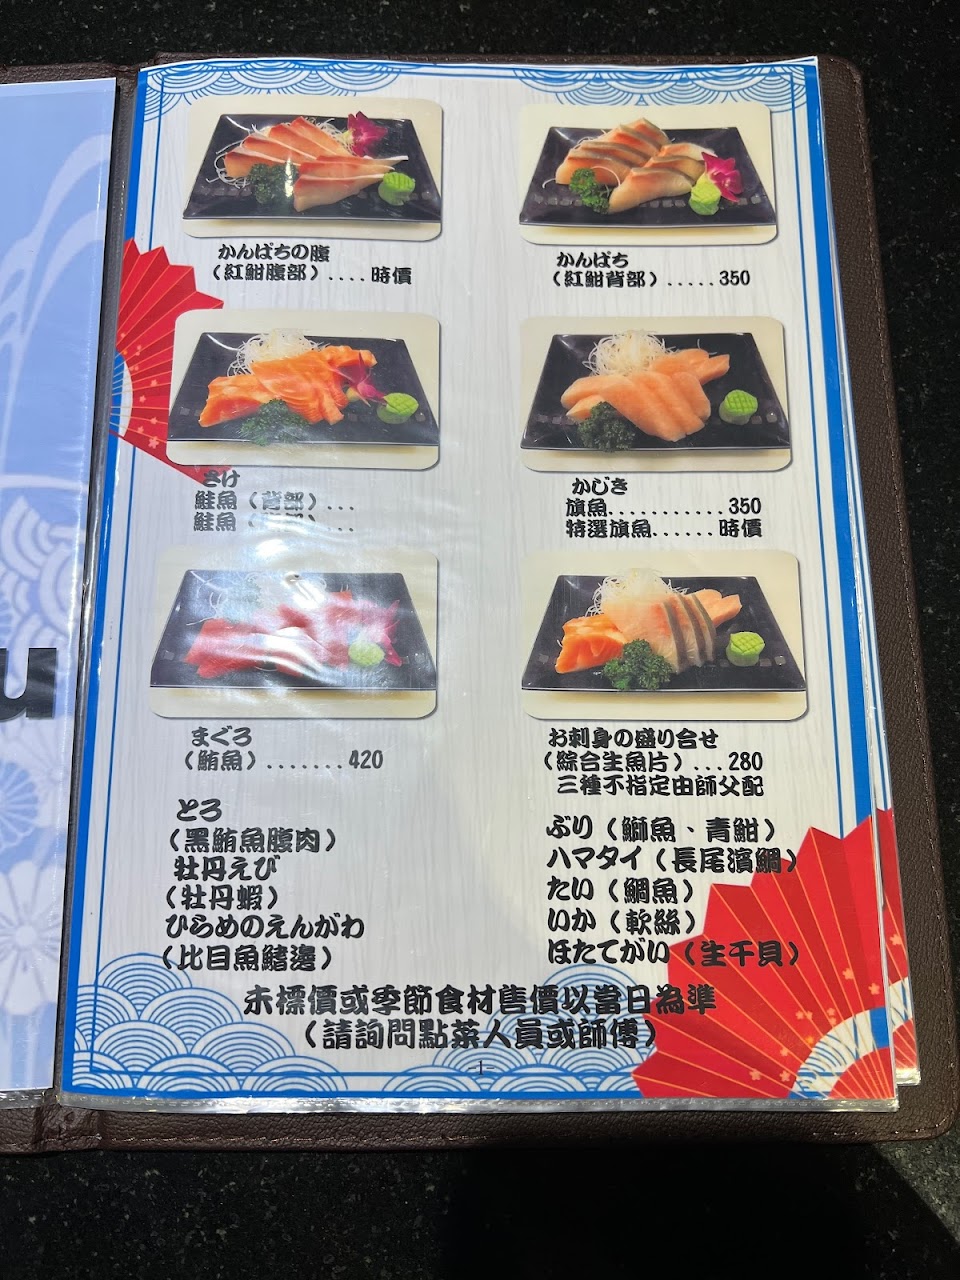 かんぱちの腹
（紅魽腹部）....時價
かんぱち
（紅魽背部）.....350
さけ
鮭魚（背部）...
鮭魚
...
かじき
旗魚...........350
特選旗魚......時價
まぐろ
（鮪魚）.......420
お刺身の盛り合せ
（綜合生魚片）...280
三種不指定由師父配
とろ
（黑鮪魚腹肉）
牡丹えび
（牡丹蝦）
ひらめのえんがわ
（比目魚鰭邊）
ぶり（鰤魚、青魽）
ハマタイ（長尾濱鯛）
たい（鯛魚）
いか（軟絲）
ほたてがい（生干貝）
未標價或季節食材售價以當日為準
（請詢問點菜人員或師傅）
-1-
u